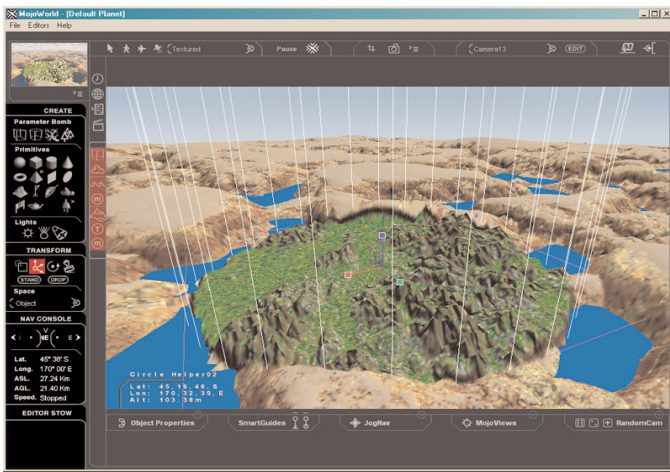 MojoWorld - [Default Planet]
File Editors Help
Textured
Pause
Camera13
EDIT
CREATE
Parameter Bomb
Primitives
Lights
TRANSFORM
STAND DROP
Space
Object
NAV CONSOLE
NE E
Lat. 45° 30' S
Long. 170° 00' E
ASL. 27.24 Km
AGL. 21.40 Km
Speed. Stopped
EDITOR STOW
Circle Helper02
Lat: 45,16,46,S
Lon: 170,32,39,E
Alt: 103.38m
Object Properties SmartGuides JogNav MojoViews RandomCam